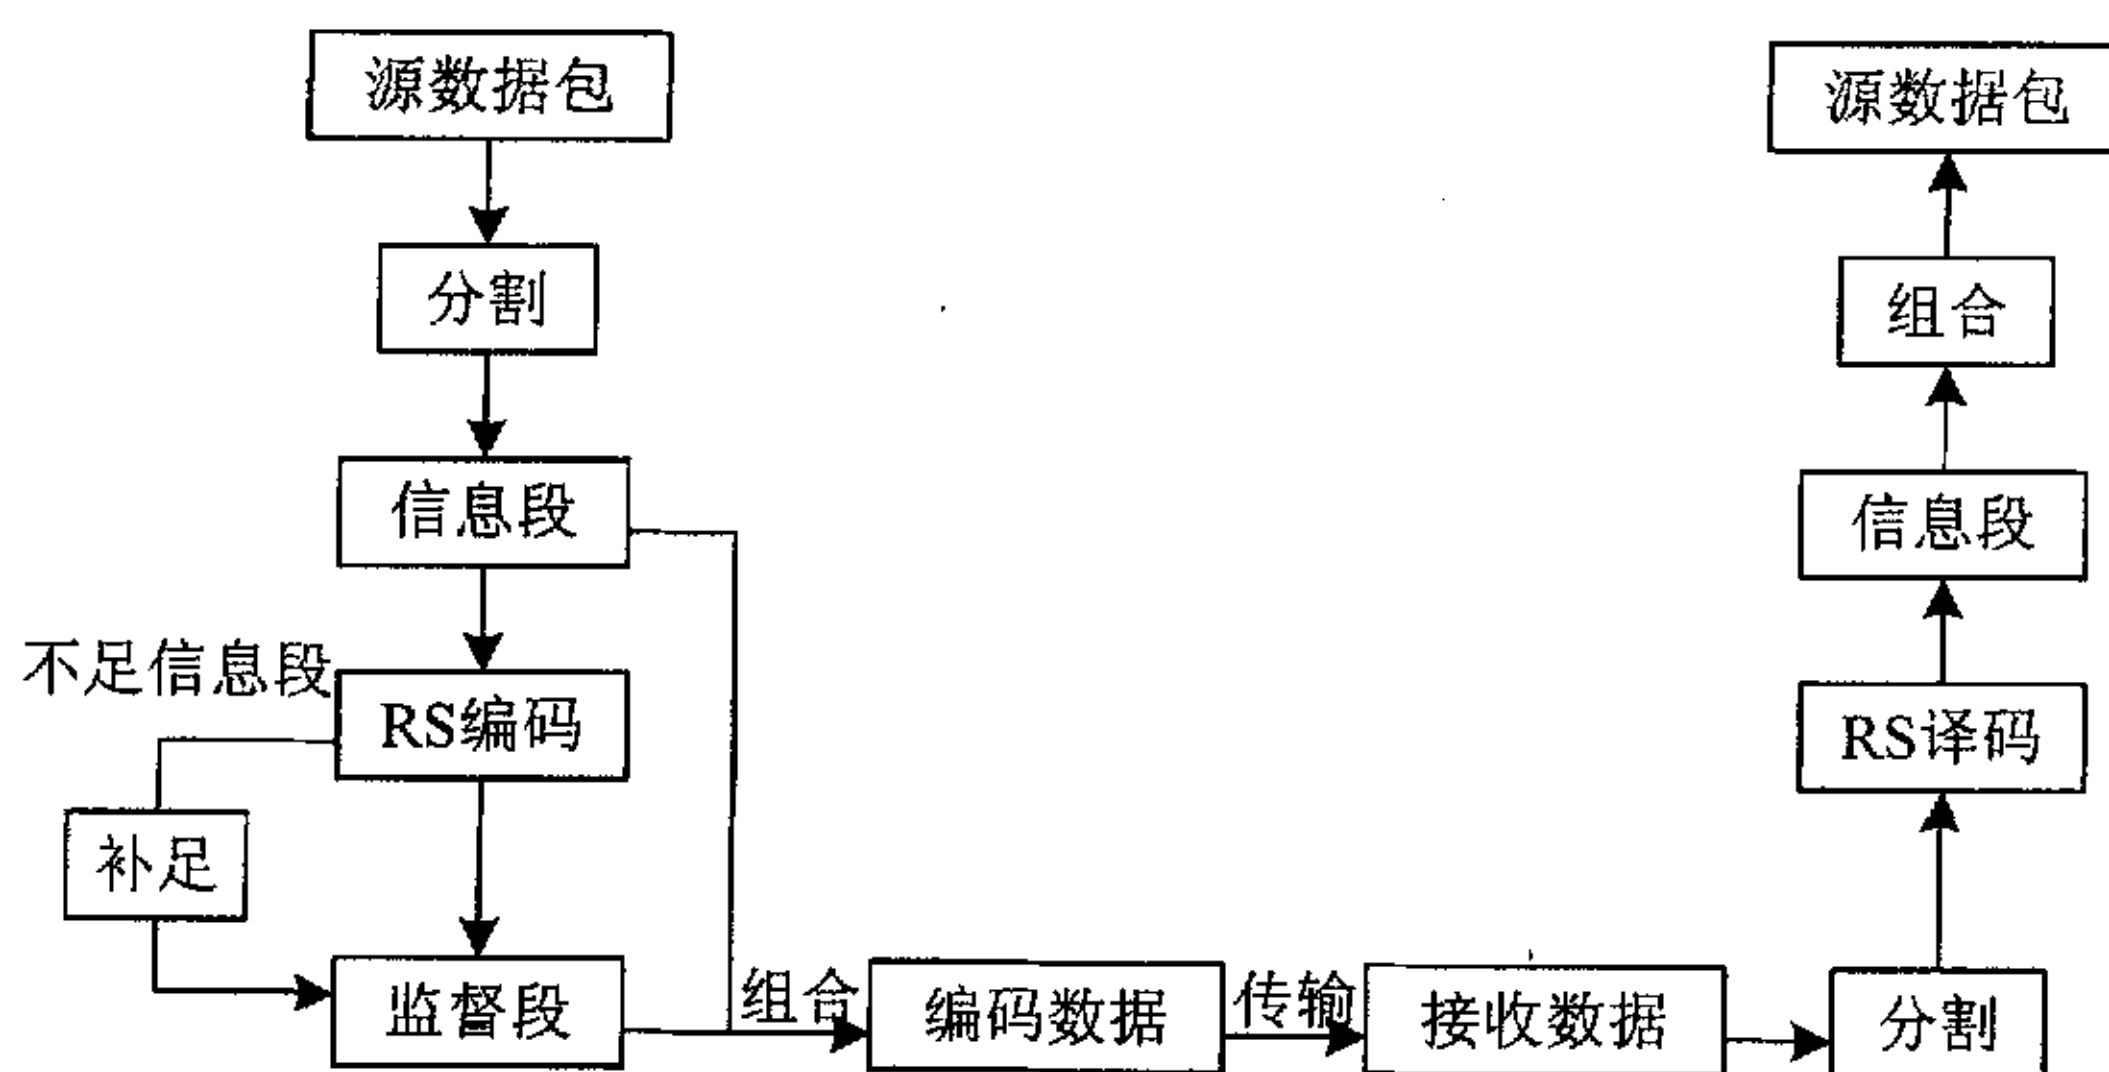 源数据包
分割
信息段
不足信息段
RS编码
补足
监督段
组合
编码数据
传输
接收数据
分割
RS译码
信息段
组合
源数据包